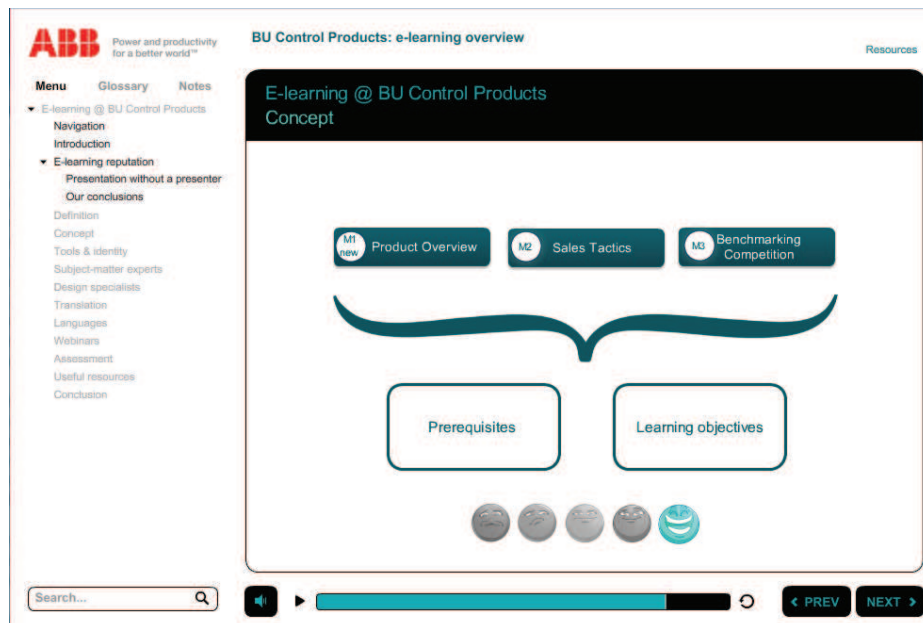 ABB
Power and productivity
for a better world™
BU Control Products: e-learning overview
Resources
Menu Glossary Notes
E-learning @ BU Control Products
Navigation
Introduction
E-learning reputation
Presentation without a presenter
Our conclusions
Definition
Concept
Tools & identity
Subject-matter experts
Design specialists
Translation
Languages
Webinars
Assessment
Useful resources
Conclusion
Search...
E-learning @ BU Control Products
Concept
M1
new
Product Overview
M2
Sales Tactics
M3
Benchmarking
Competition
Prerequisites
Learning objectives
< PREV
NEXT >